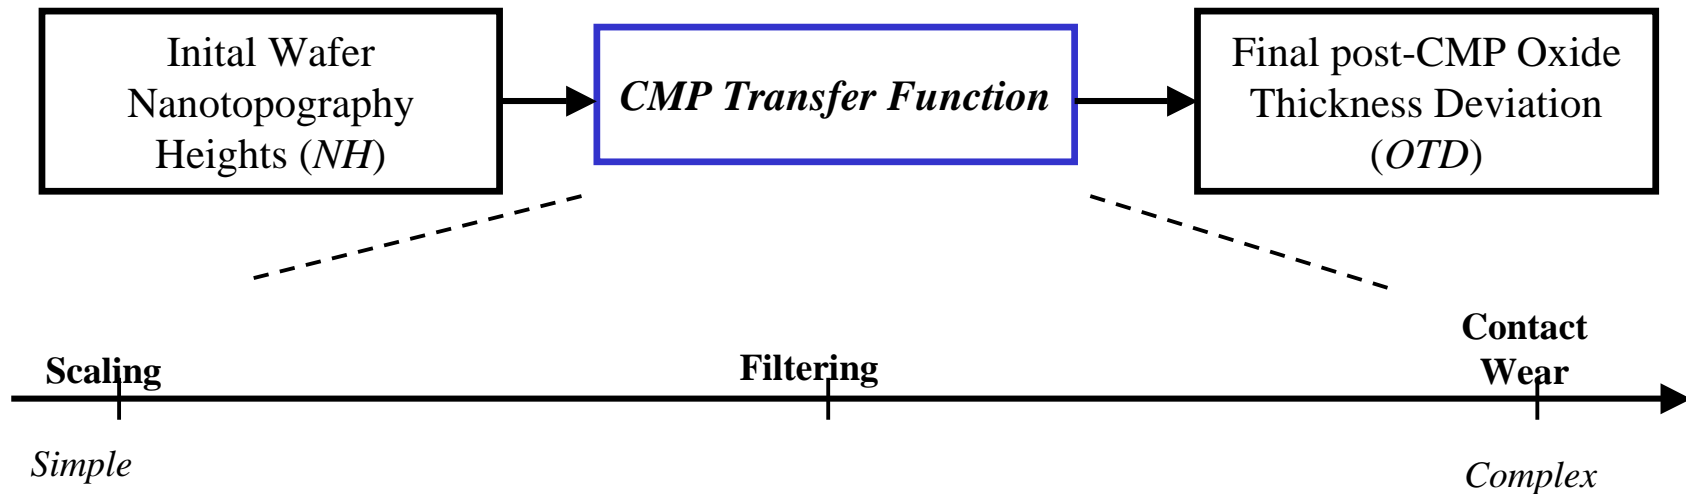 Inital Wafer
Nanotopography
Heights (NH)
CMP Transfer Function
Final post-CMP Oxide
Thickness Deviation
(OTD)
Scaling
Filtering
Contact
Wear
Simple
Complex